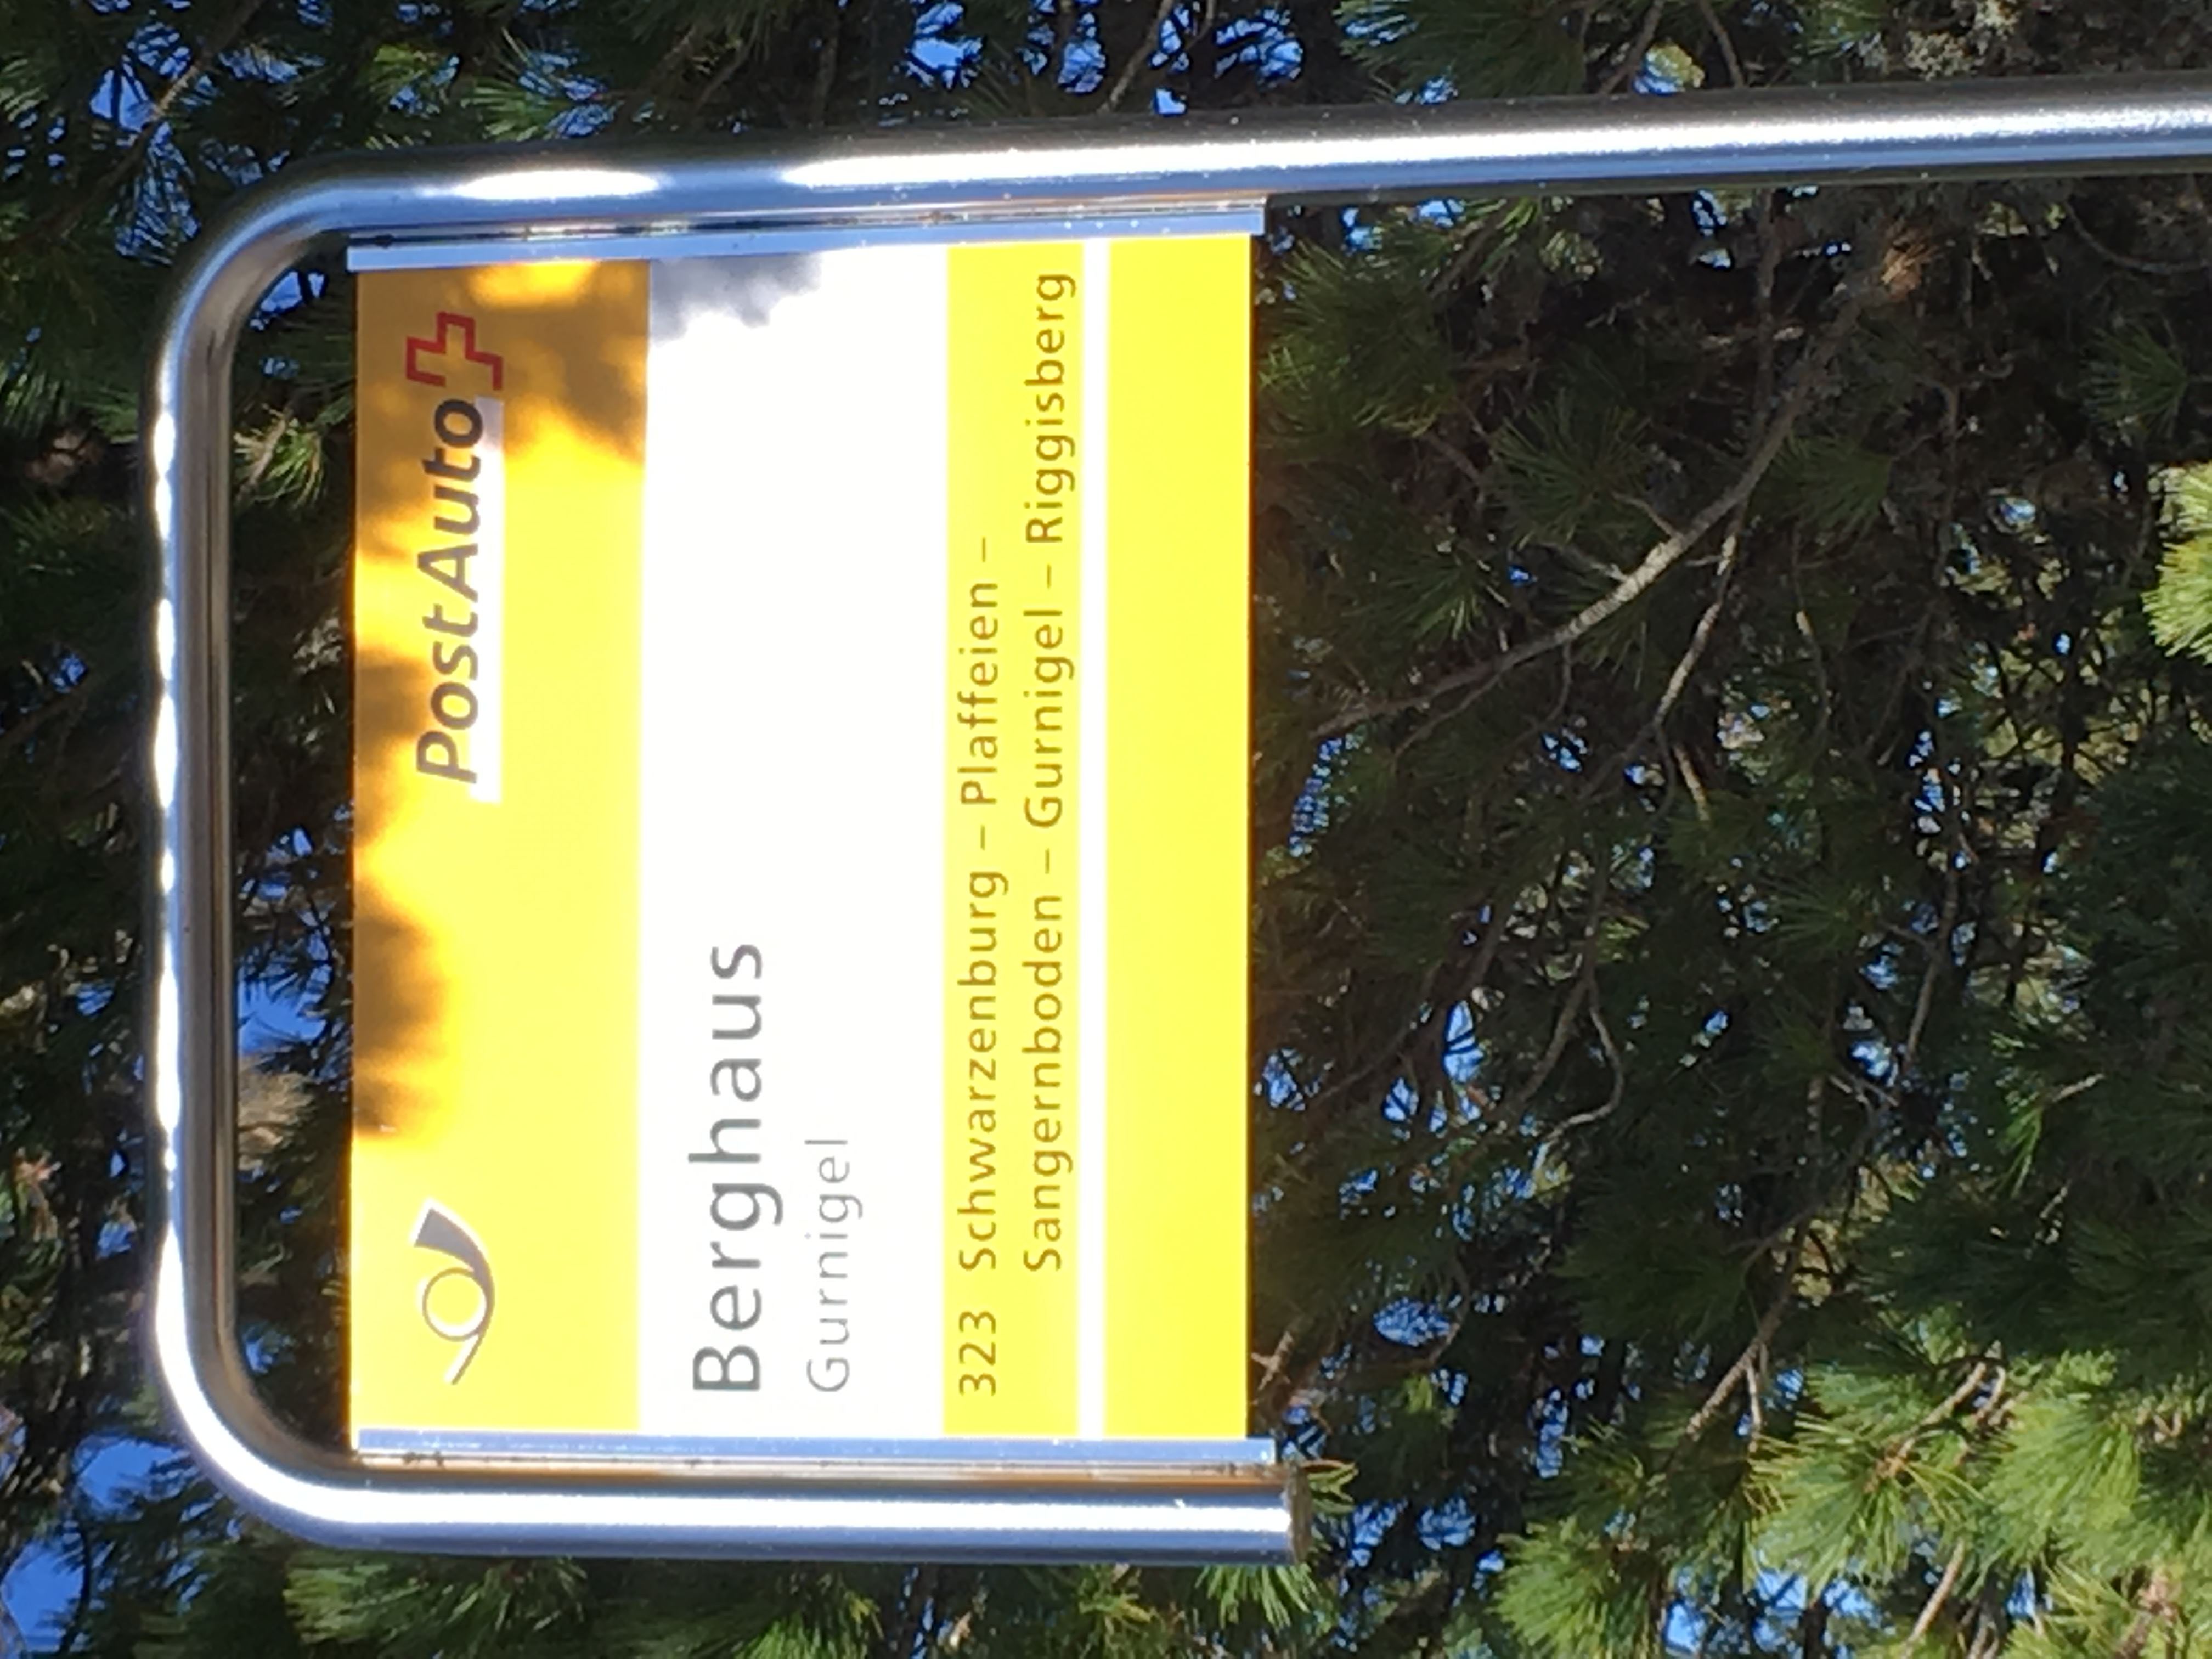 PostAuto
Berghaus
Gurnigel
323 Schwarzenburg – Plaffeien –
Sangernboden – Gurnigel – Riggisberg